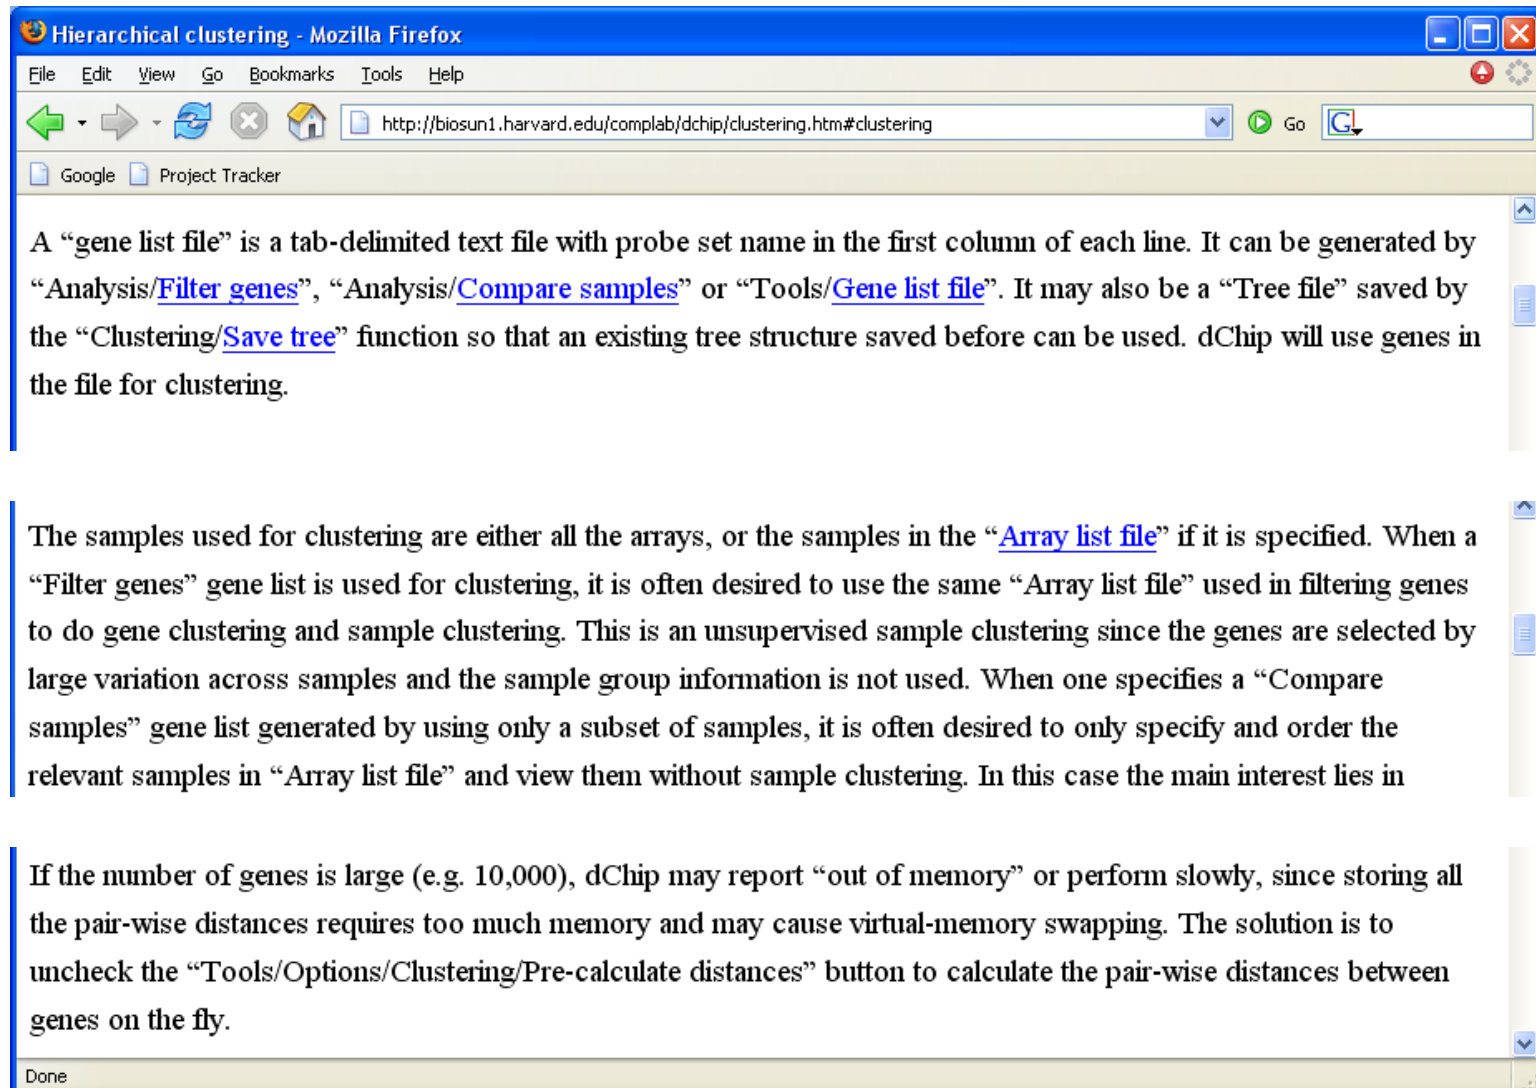 Hierarchical clustering - Mozilla Firefox
File Edit View Go Bookmarks Tools Help
http://biosun1.harvard.edu/complab/dchip/clustering.htm#clustering Go G
Google Project Tracker
A “gene list file” is a tab-delimited text file with probe set name in the first column of each line. It can be generated by
“Analysis/Filter genes”, “Analysis/Compare samples” or “Tools/Gene list file”. It may also be a “Tree file” saved by
the “Clustering/Save tree” function so that an existing tree structure saved before can be used. dChip will use genes in
the file for clustering.
The samples used for clustering are either all the arrays, or the samples in the “Array list file” if it is specified. When a
“Filter genes” gene list is used for clustering, it is often desired to use the same “Array list file” used in filtering genes
to do gene clustering and sample clustering. This is an unsupervised sample clustering since the genes are selected by
large variation across samples and the sample group information is not used. When one specifies a “Compare
samples” gene list generated by using only a subset of samples, it is often desired to only specify and order the
relevant samples in “Array list file” and view them without sample clustering. In this case the main interest lies in
If the number of genes is large (e.g. 10,000), dChip may report “out of memory” or perform slowly, since storing all
the pair-wise distances requires too much memory and may cause virtual-memory swapping. The solution is to
uncheck the “Tools/Options/Clustering/Pre-calculate distances” button to calculate the pair-wise distances between
genes on the fly.
Done